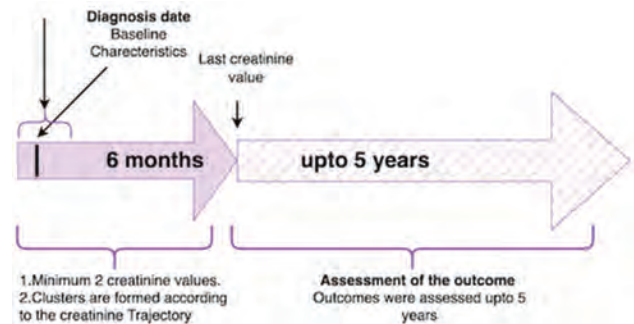 Diagnosis date
Baseline
Charecteristics
Last creatinine
value
6 months
upto 5 years
1.Minimum 2 creatinine values.
2.Clusters are formed according
to the creatinine Trajectory
Assessment of the outcome
Outcomes were assessed upto 5
years